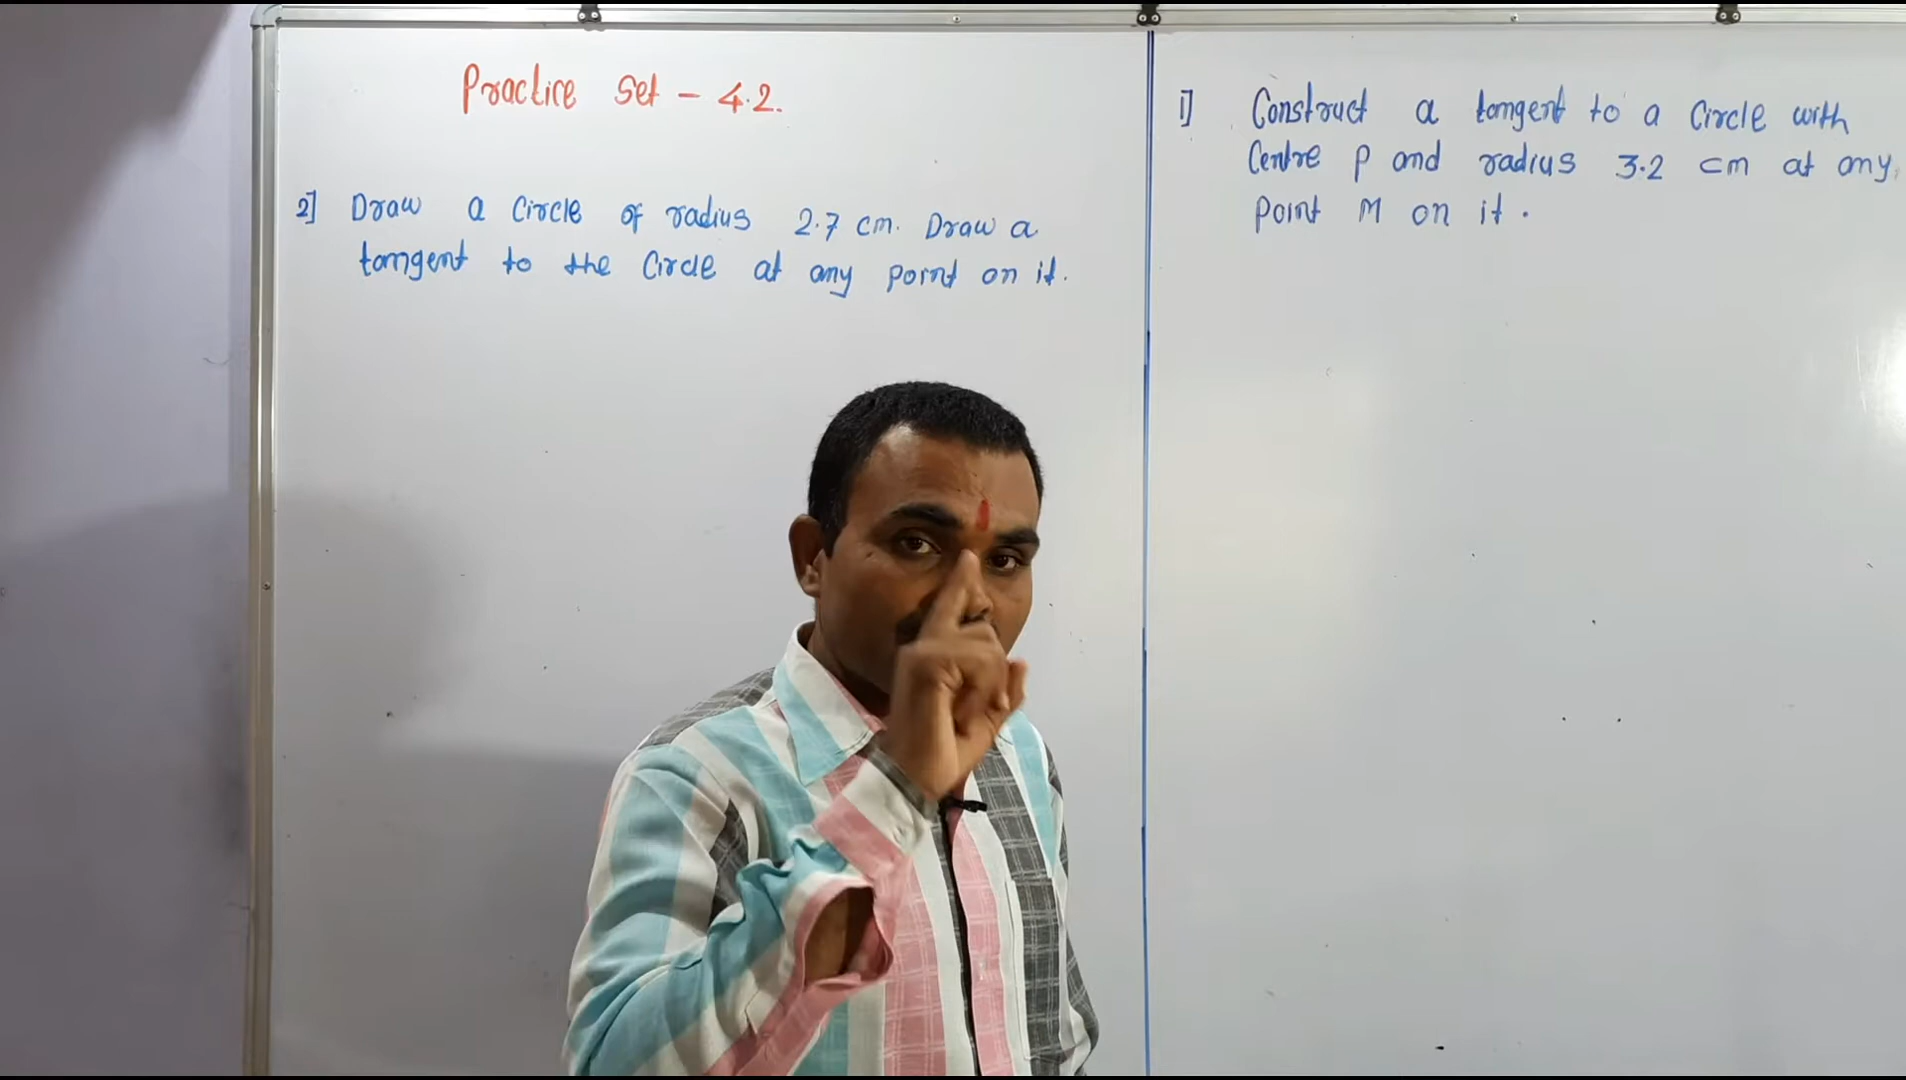 Practice Set - 4.2.
2] Draw a Circle of radius 2.7 cm. Draw a
tangent to the Circle at any point on it.
1] Construct a tangent to a Circle with
Centre P and radius 3.2 cm at any
point M on it.